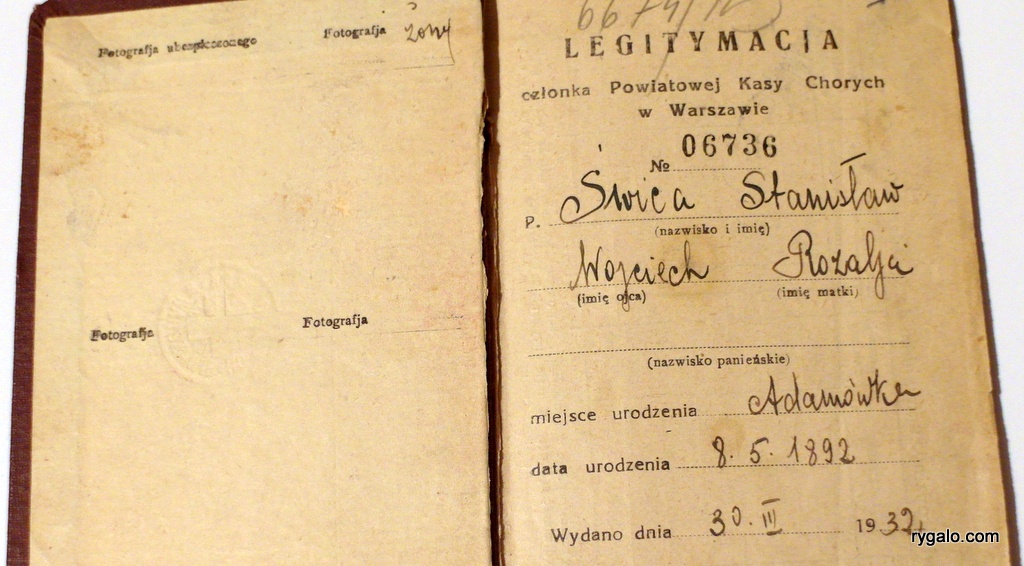 Fotografja ubezpieczonego Fotografja żony
Fotografja Fotografja
LEGITYMACJA
członka Powiatowej Kasy Chorych
w Warszawie
№ 06736
P. Świca Stanisław
(nazwisko i imię)
Wojciech Rozalja
(imię ojca) (imię matki)
(nazwisko panieńskie)
miejsce urodzenia Adamówka
data urodzenia 8. 5. 1892
Wydano dnia 30. III 1932
rygalo.com